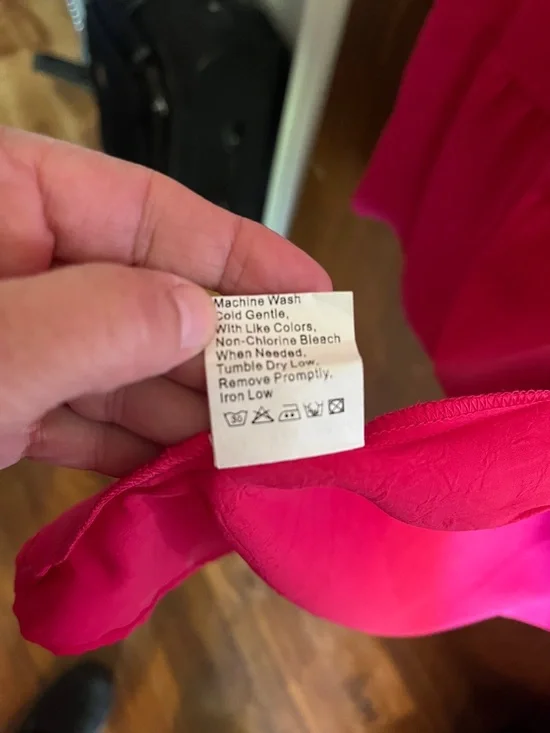 Machine Wash
Cold Gentle,
With Like Colors,
Non-Chlorine Bleach
When Needed,
Tumble Dry Low.
Remove Promptly.
Iron Low
30